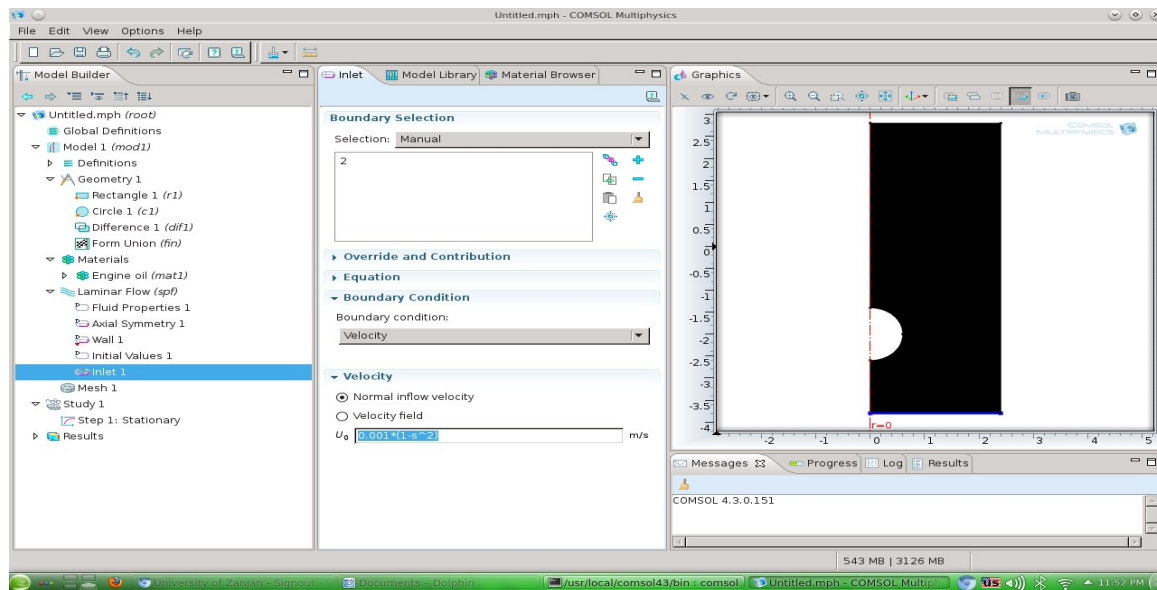 Untitled.mph - COMSOL Multiphysics
File Edit View Options Help
Model Builder
Untitled.mph (root)
Global Definitions
Model 1 (mod1)
Definitions
Geometry 1
Rectangle 1 (r1)
Circle 1 (c1)
Difference 1 (dif1)
Form Union (fin)
Materials
Engine oil (mat1)
Laminar Flow (spf)
Fluid Properties 1
Axial Symmetry 1
Wall 1
Initial Values 1
Inlet 1
Mesh 1
Study 1
Step 1: Stationary
Results
Inlet Model Library Material Browser
Boundary Selection
Selection: Manual
2
Override and Contribution
Equation
Boundary Condition
Boundary condition:
Velocity
Velocity
Normal inflow velocity
Velocity field
U₀ 0.001*(1-s^2) m/s
Graphics
COMSOL
MULTIPHYSICS
3
2.5
2
1.5
1
0.5
0
-0.5
-1
-1.5
-2
-2.5
-3
-3.5
-4
r=0
-2 -1 0 1 2 3 4 5
Messages Progress Log Results
COMSOL 4.3.0.151
543 MB | 3126 MB
University of Zanjan - Signout Documents - Dolphin /usr/local/comsol43/bin : comsol Untitled.mph - COMSOL Multiph us 11:52 PM